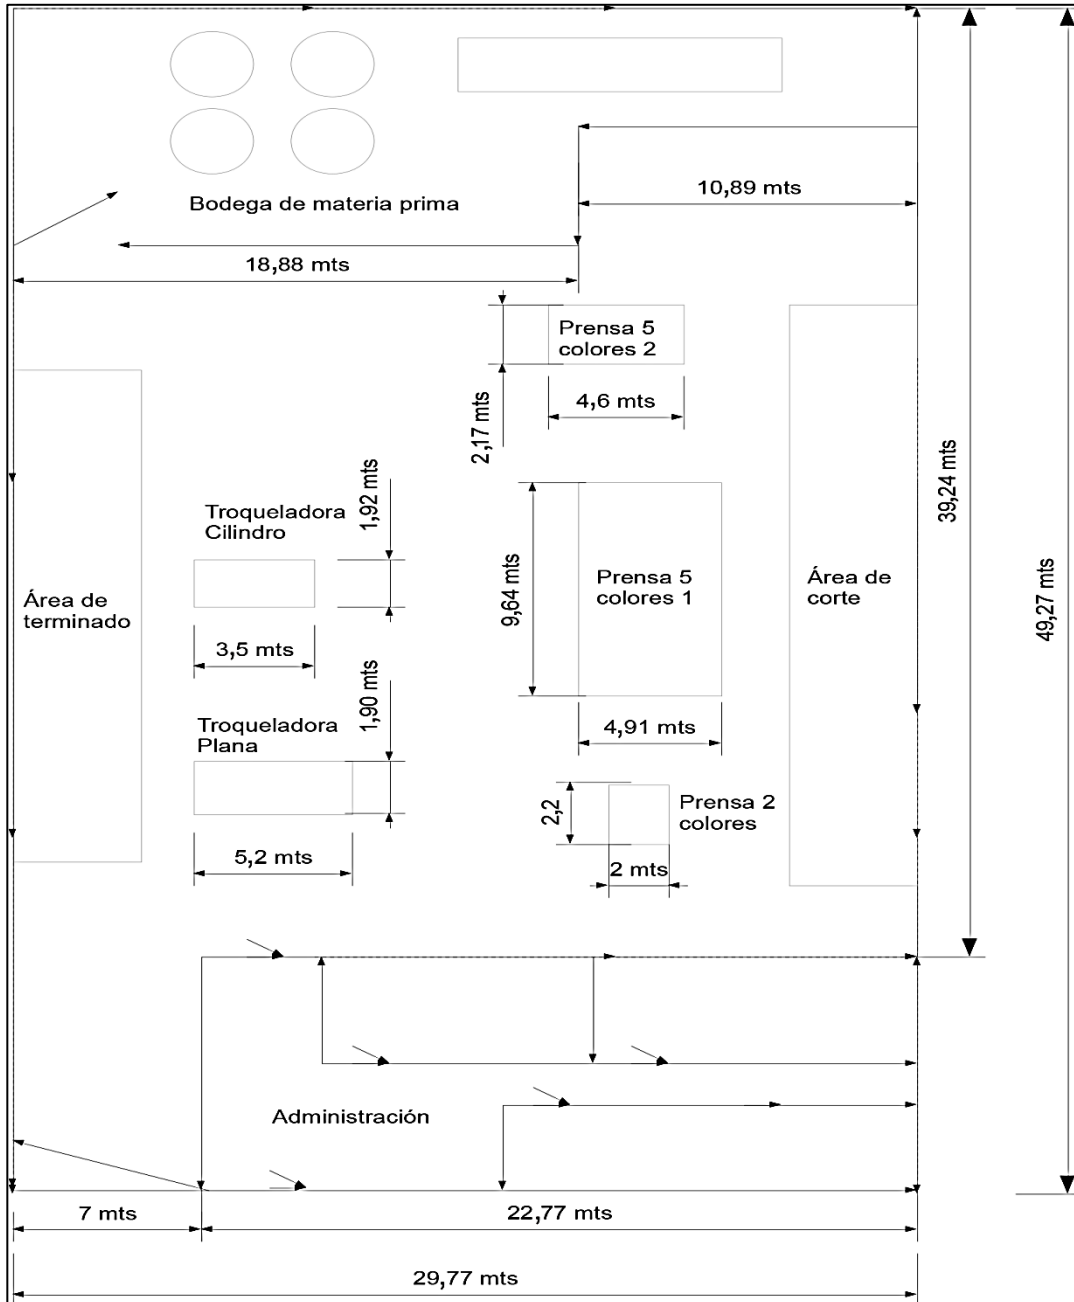 10,89 mts
Bodega de materia prima
18,88 mts
Prensa 5
colores 2
2,17 mts
4,6 mts
39,24 mts
49,27 mts
Troqueladora
Cilindro
1,92 mts
9,64 mts
Prensa 5
colores 1
Área de
corte
Área de
terminado
3,5 mts
1,90 mts
Troqueladora
Plana
4,91 mts
2,2
Prensa 2
colores
5,2 mts
2 mts
Administración
7 mts
22,77 mts
29,77 mts